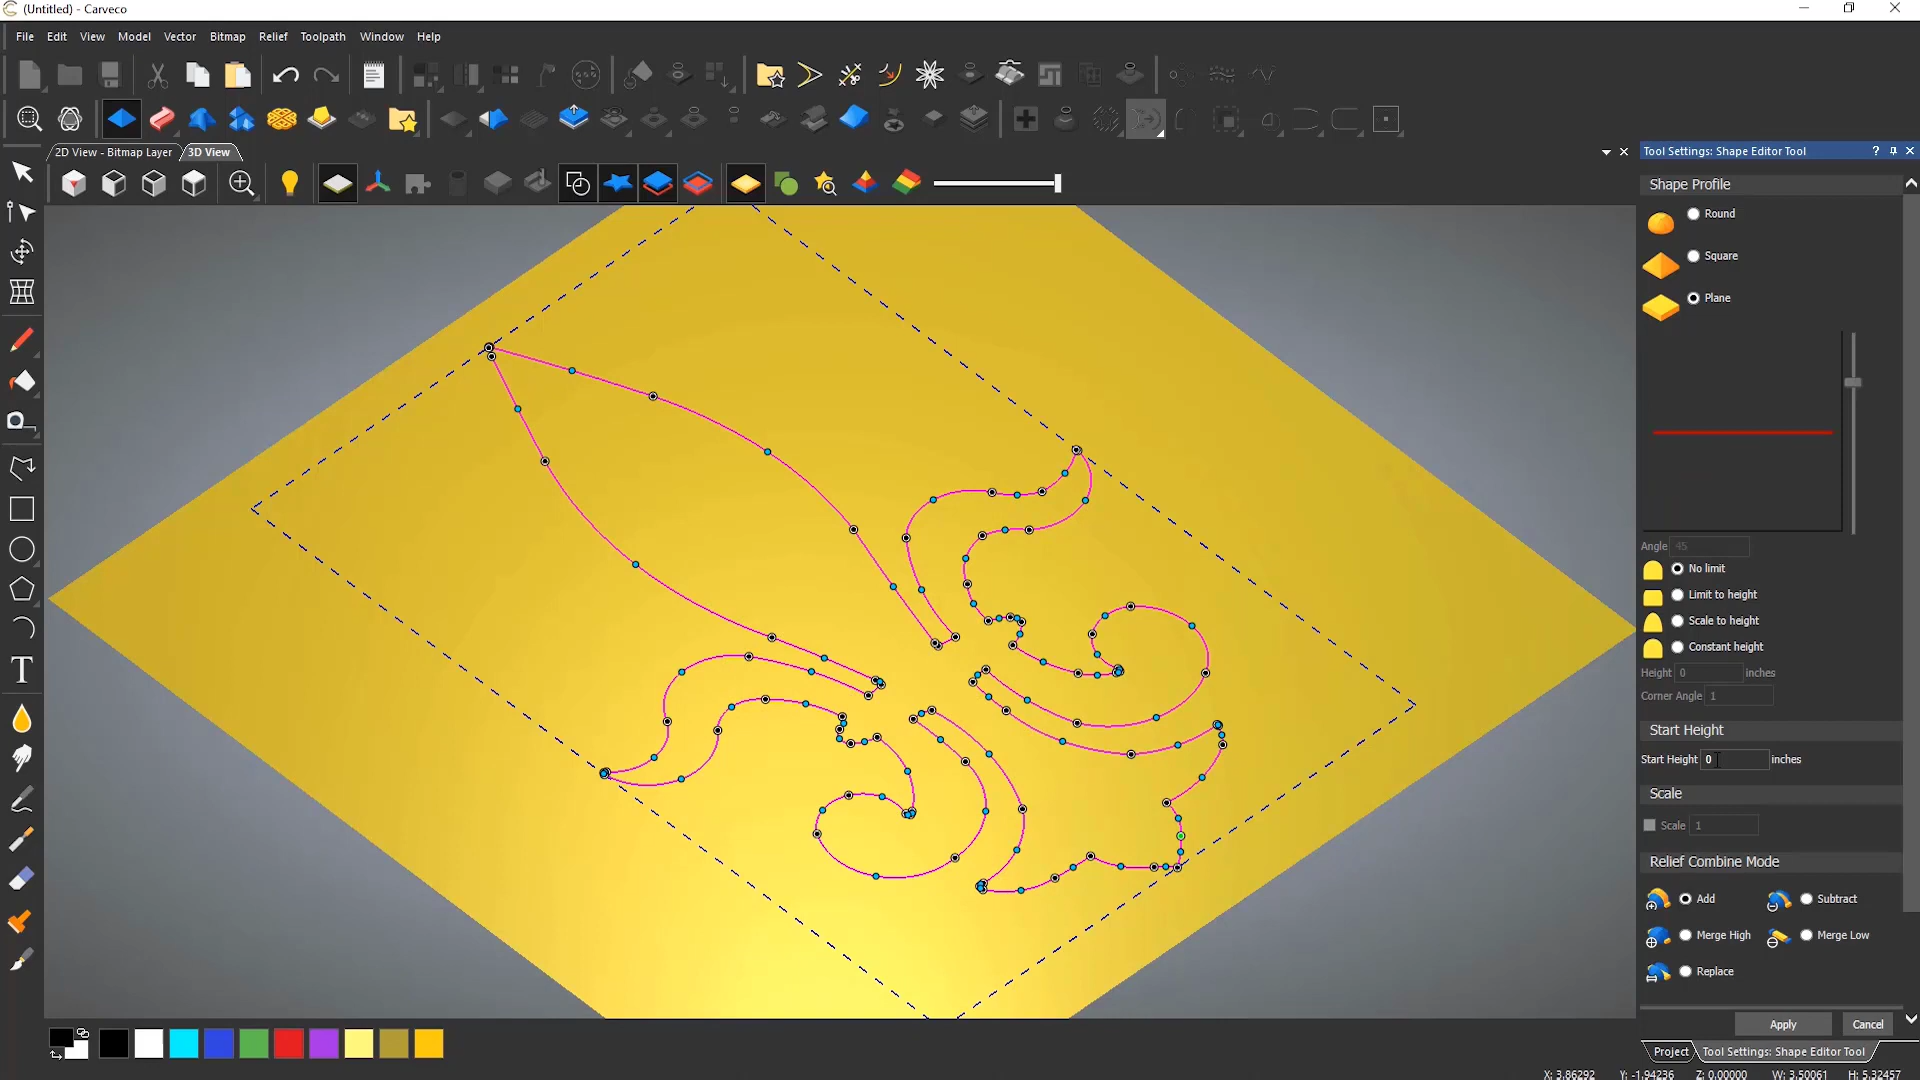 (Untitled) - Carveco
File Edit View Model Vector Bitmap Relief Toolpath Window Help
2D View - Bitmap Layer 3D View
Tool Settings: Shape Editor Tool
Shape Profile
Round
Square
Plane
Angle 45
No limit
Limit to height
Scale to height
Constant height
Height 0 inches
Corner Angle 1
Start Height
Start Height 0 inches
Scale
Scale 1
Relief Combine Mode
Add Subtract
Merge High Merge Low
Replace
Apply Cancel
Project Tool Settings: Shape Editor Tool
X: 3.86292 Y: -1.94236 Z: 0.00000 W: 3.50061 H: 5.32457